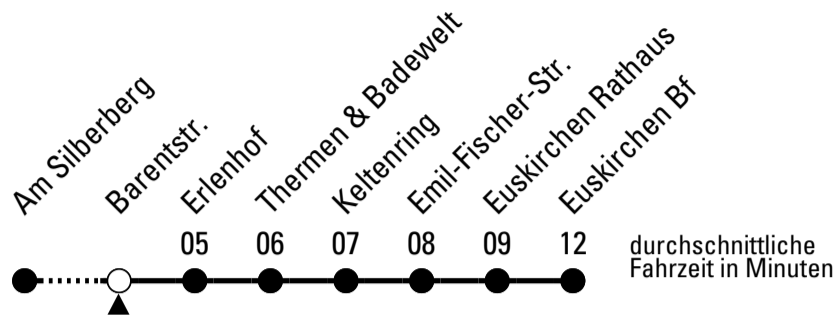 Am Silberberg
Barentstr.
Erlenhof
Thermen & Badewelt
Keltenring
Emil-Fischer-Str.
Euskirchen Rathaus
Euskirchen Bf
05 06 07 08 09 12
durchschnittliche
Fahrzeit in Minuten